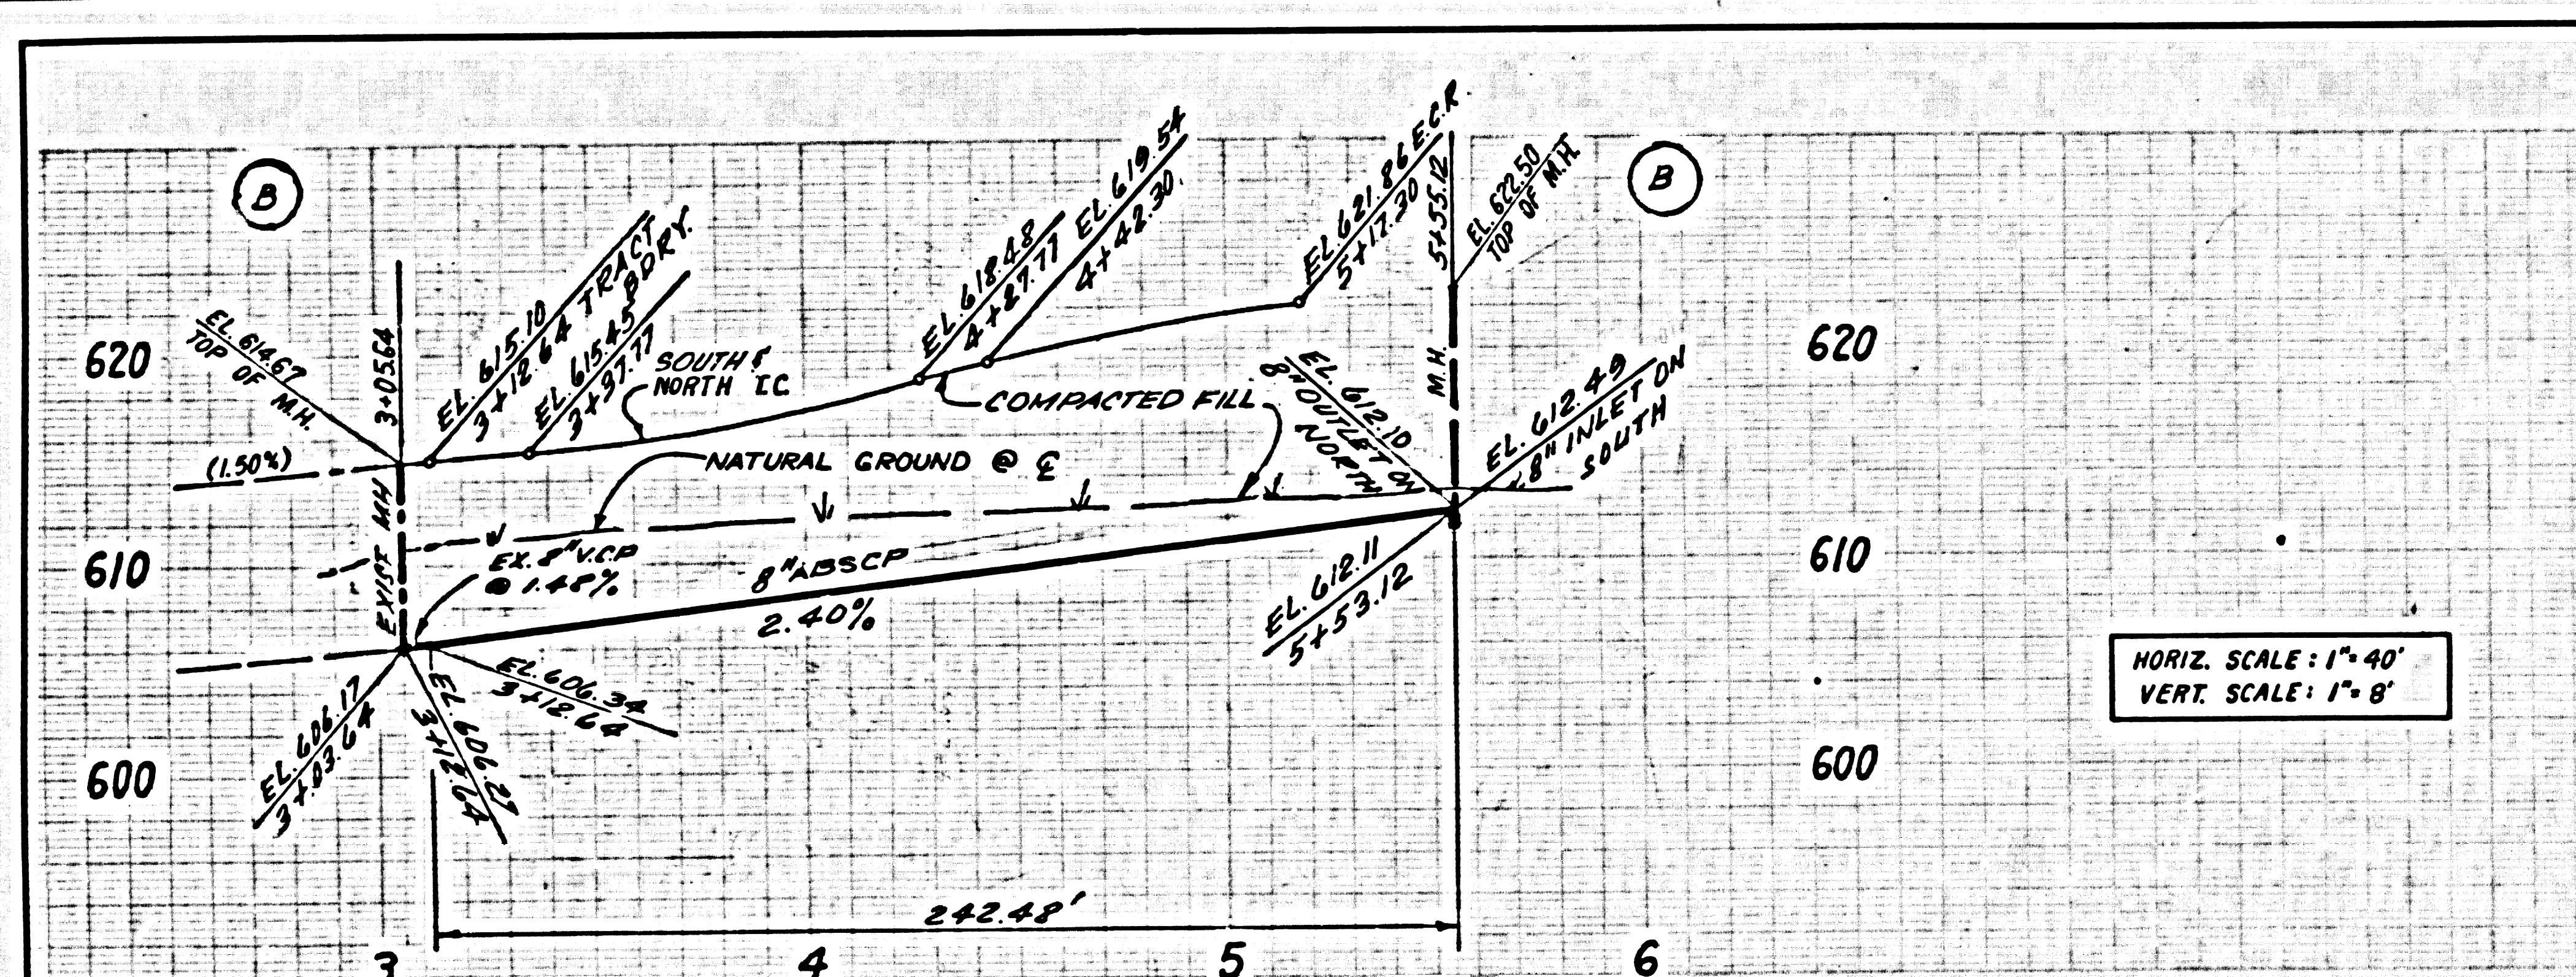 B
B
EL. 614.67
TOP OF
M.H.
3+05.64
EL. 615.10
3+12.64 TRACT
BDRY.
EL. 615.45
3+37.77
SOUTH &
NORTH T.C.
EL. 618.48
4+27.77
EL. 619.54
4+42.30
EL. 621.86 E.C.R.
5+17.30
5+55.12
EL. 622.50
TOP OF M.H.
620
620
(1.50%)
COMPACTED FILL
NATURAL GROUND @ ℄
EL. 612.10
8" OUTLET ON
NORTH
M.H.
EL. 612.49
8" INLET ON
SOUTH
EXIST MH
610
610
EX. 8" V.C.P
@ 1.48%
8" ABSCP
2.40%
EL. 612.11
5+53.12
EL. 606.17
3+03.64
EL. 606.27
3+12.64
EL. 606.34
3+12.64
HORIZ. SCALE: 1"=40'
VERT. SCALE: 1"=8'
600
600
242.48'
3
4
5
6